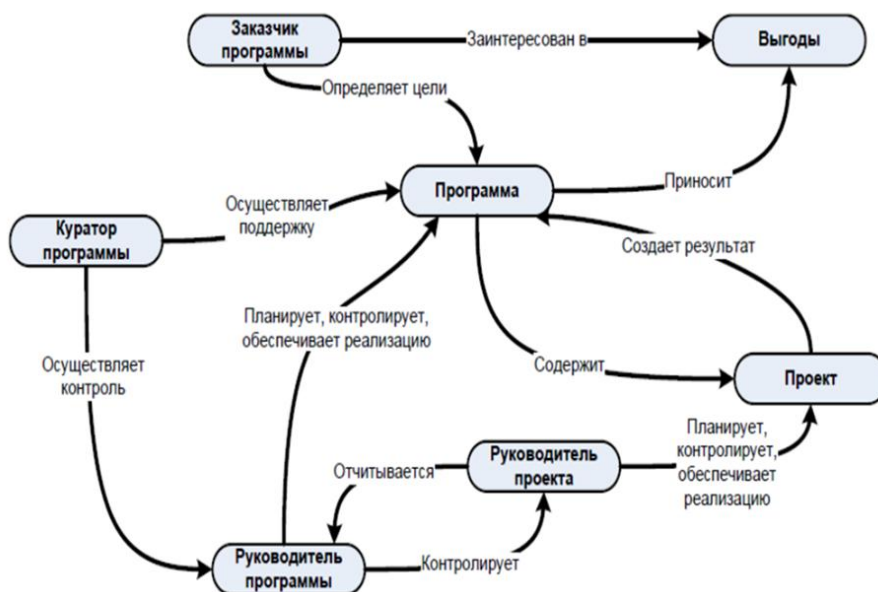 Заказчик
программы
Заинтересован в
Выгоды
Определяет цели
Программа
Приносит
Осуществляет
поддержку
Куратор
программы
Создает результат
Планирует, контролирует,
обеспечивает реализацию
Осуществляет
контроль
Содержит
Проект
Планирует,
контролирует,
обеспечивает
реализацию
Руководитель
проекта
Отчитывается
Руководитель
программы
Контролирует